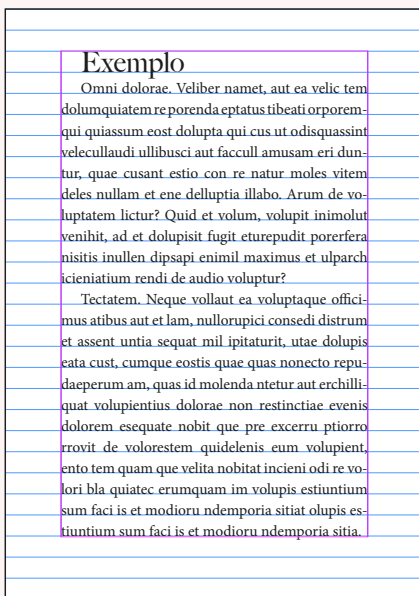 Exemplo
Omni dolorae. Veliber namet, aut ea velic tem
dolumquiatem re porenda eptatus tibeati orporem-
qui quiassum eost dolupta qui cus ut odisquassint
velecullaudi ullibusci aut faccull amusam eri dun-
tur, quae cusant estio con re natur moles vitem
deles nullam et ene delluptia illabo. Arum de vo-
luptatem lictur? Quid et volum, volupit inimolut
venihit, ad et dolupisit fugit eturepudit porerfera
nisitis inullen dipsapi enimil maximus et ulparch
icieniatium rendi de audio voluptur?
Tectatem. Neque vollaut ea voluptaque offici-
mus atibus aut et lam, nullorupici consedi distrum
et assent untia sequat mil ipitaturit, utae dolupis
eata cust, cumque eostis quae quas nonecto repu-
daeperum am, quas id molenda ntetur aut erchilli-
quat volupientius dolorae non restinctiae evenis
dolorem esequate nobit que pre excerru ptiorro
rrovit de volorestem quidelenis eum volupient,
ento tem quam que velita nobitat incieni odi re vo-
lori bla quiatec erumquam im volupis estiuntium
sum faci is et modioru ndemporia sitiat olupis es-
tiuntium sum faci is et modioru ndemporia sitia.